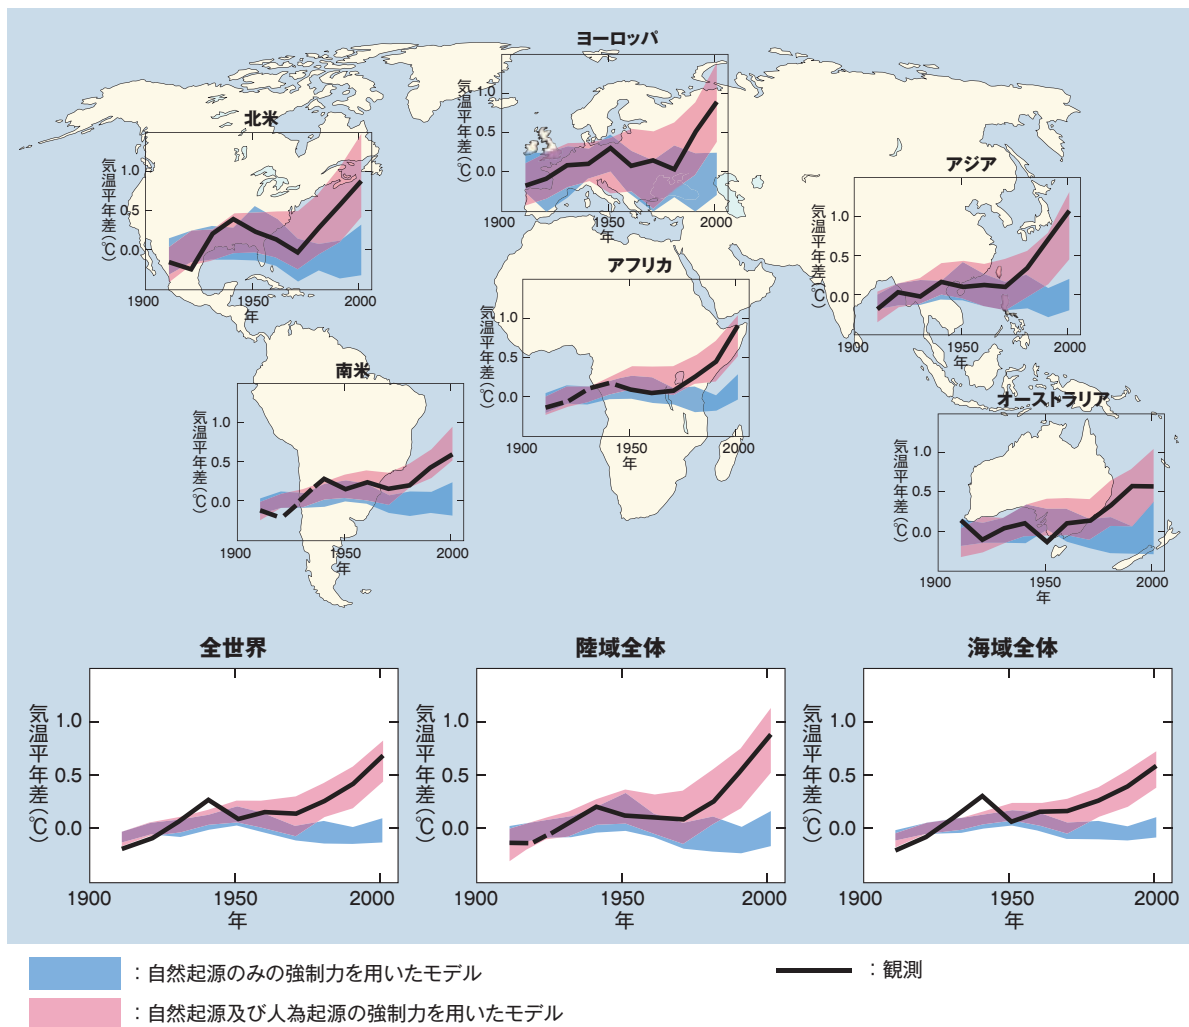 ヨーロッパ
気温平年差(℃)
1.0
0.5
0.0
1900
1950
2000
年
北米
気温平年差(℃)
1.0
0.5
0.0
1900
1950
2000
年
アジア
気温平年差(℃)
1.0
0.5
0.0
1900
1950
2000
年
アフリカ
気温平年差(℃)
1.0
0.5
0.0
1900
1950
2000
年
南米
気温平年差(℃)
1.0
0.5
0.0
1900
1950
2000
年
オーストラリア
気温平年差(℃)
1.0
0.5
0.0
1900
1950
2000
年
全世界
気温平年差(℃)
1.0
0.5
0.0
1900
1950
2000
年
陸域全体
気温平年差(℃)
1.0
0.5
0.0
1900
1950
2000
年
海域全体
気温平年差(℃)
1.0
0.5
0.0
1900
1950
2000
年
：自然起源のみの強制力を用いたモデル
：観測
：自然起源及び人為起源の強制力を用いたモデル